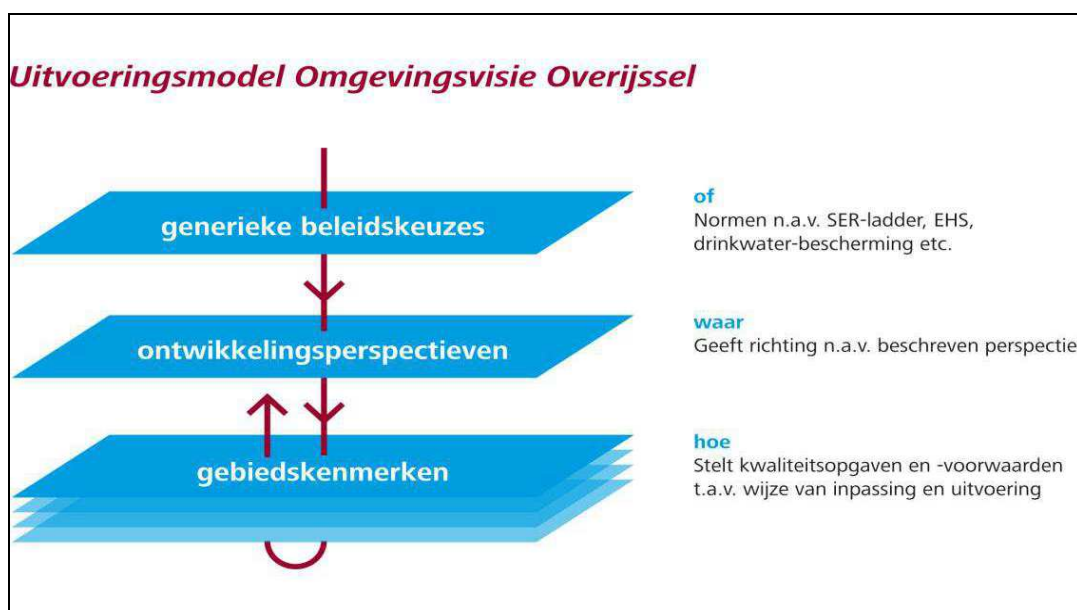 Uitvoeringsmodel Omgevingsvisie Overijssel
generieke beleidskeuzes
of
Normen n.a.v. SER-ladder, EHS,
drinkwater-bescherming etc.
ontwikkelingsperspectieven
waar
Geeft richting n.a.v. beschreven perspectie
gebiedskenmerken
hoe
Stelt kwaliteitsopgaven en -voorwaarden
t.a.v. wijze van inpassing en uitvoering